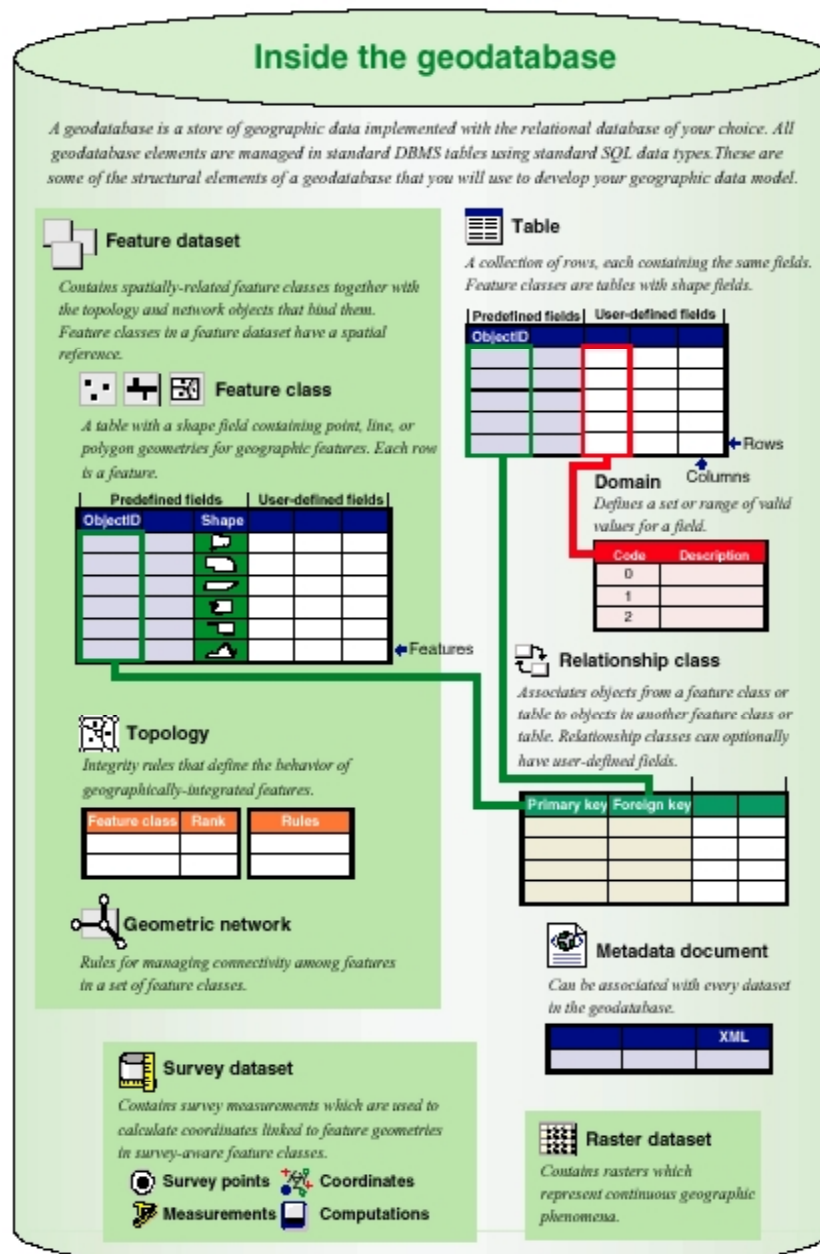 Inside the geodatabase
A geodatabase is a store of geographic data implemented with the relational database of your choice. All
geodatabase elements are managed in standard DBMS tables using standard SQL data types.These are
some of the structural elements of a geodatabase that you will use to develop your geographic data model.
Feature dataset
Contains spatially-related feature classes together with
the topology and network objects that bind them.
Feature classes in a feature dataset have a spatial
reference.
Feature class
A table with a shape field containing point, line, or
polygon geometries for geographic features. Each row
is a feature.
Predefined fields User-defined fields
ObjectID Shape
Features
Topology
Integrity rules that define the behavior of
geographically-integrated features.
Feature class Rank Rules
Geometric network
Rules for managing connectivity among features
in a set of feature classes.
Survey dataset
Contains survey measurements which are used to
calculate coordinates linked to feature geometries
in survey-aware feature classes.
Survey points Coordinates
Measurements Computations
Table
A collection of rows, each containing the same fields.
Feature classes are tables with shape fields.
Predefined fields User-defined fields
ObjectID
Rows
Columns
Domain
Defines a set or range of valid
values for a field.
Code Description
0
1
2
Relationship class
Associates objects from a feature class or
table to objects in another feature class or
table. Relationship classes can optionally
have user-defined fields.
Primary key Foreign key
Metadata document
Can be associated with every dataset
in the geodatabase.
XML
Raster dataset
Contains rasters which
represent continuous geographic
phenomena.